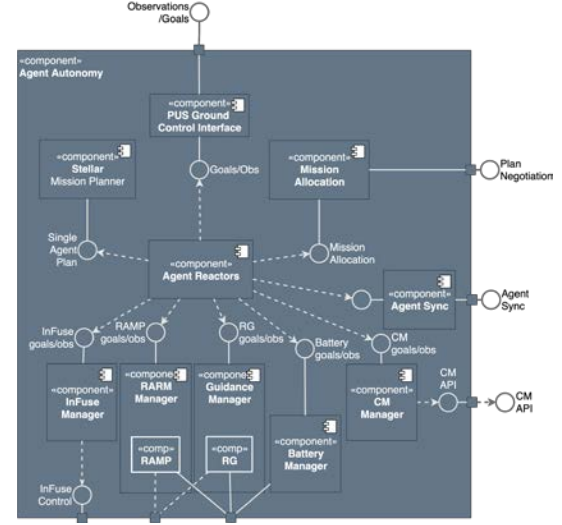 Observations
/Goals
«component»
Agent Autonomy
«component»
PUS Ground
Control Interface
«component»
Stellar
Mission Planner
«component»
Mission
Allocation
Plan
Negotiation
Goals/Obs
Single
Agent
Plan
«component»
Agent Reactors
Mission
Allocation
«component»
Agent Sync
Agent
Sync
InFuse
goals/obs
RAMP
goals/obs
RG
goals/obs
Battery
goals/obs
CM
goals/obs
«component»
InFuse
Manager
«compone
RARM
Manager
«component»
Guidance
Manager
«component»
CM
Manager
CM
API
CM
API
«component»
Battery
Manager
«comp»
RAMP
«comp»
RG
InFuse
Control